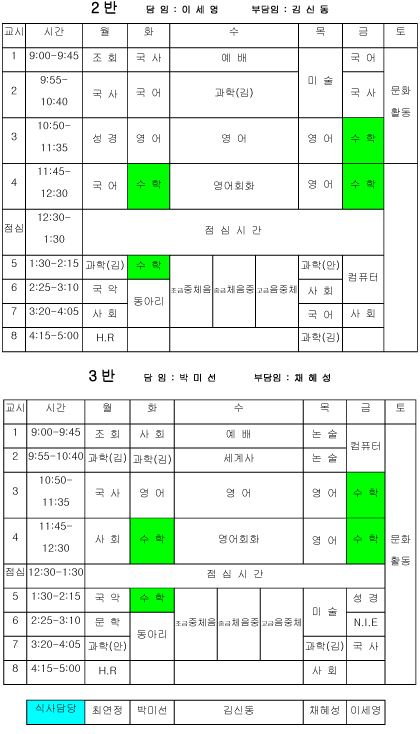 2 반 담 임 : 이 세 영 부담임 : 김 신 동
교시 시간 월 화 수 목 금 토
1 9:00-9:45 조 회 국 사 예 배 미 술 국 어 문화 활동
2 9:55-10:40 국 사 국 어 과학(김) 국 사
3 10:50-11:35 성 경 영 어 영 어 영 어 수 학
4 11:45-12:30 국 어 수 학 영어회화 영 어 수 학
점심 12:30-1:30 점 심 시 간
5 1:30-2:15 과학(김) 수 학 초급중체음 중급체음중 고급음중체 과학(안) 컴퓨터
6 2:25-3:10 국 악 동아리 사 회
7 3:20-4:05 사 회 국 어 사 회
8 4:15-5:00 H.R 과학(김)
3 반 담 임 : 박 미 선 부담임 : 채 혜 성
교시 시간 월 화 수 목 금 토
1 9:00-9:45 조 회 사 회 예 배 논 술 컴퓨터 문화 활동
2 9:55-10:40 과학(김) 과학(김) 세계사 논 술
3 10:50-11:35 국 사 영 어 영 어 영 어 수 학
4 11:45-12:30 사 회 수 학 영어회화 영 어 수 학
점심 12:30-1:30 점 심 시 간
5 1:30-2:15 국 악 수 학 초급중체음 중급체음중 고급음중체 미 술 성 경
6 2:25-3:10 문 학 동아리 N.I.E
7 3:20-4:05 과학(안) 과학(김) 국 사
8 4:15-5:00 H.R 사 회
식사담당 최연정 박미선 김신동 채혜성 이세영